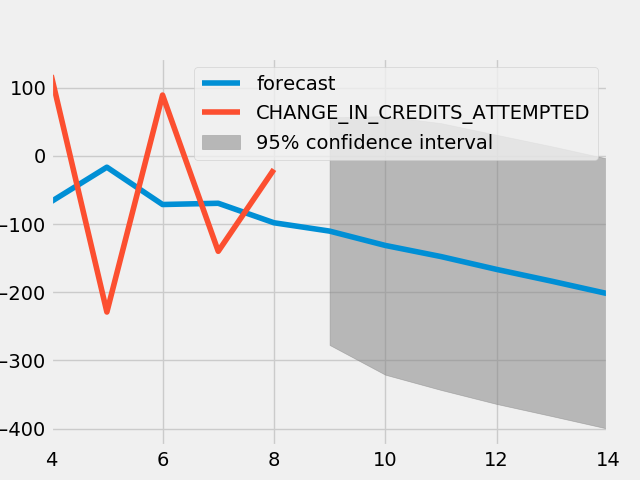 forecast
CHANGE_IN_CREDITS_ATTEMPTED
95% confidence interval
100
0
−100
−200
−300
−400
4 6 8 10 12 14